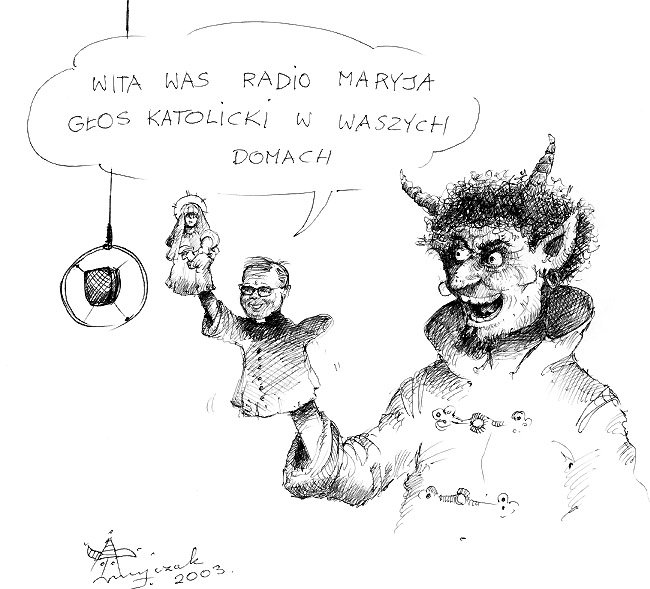 WITA WAS RADIO MARYJA
GŁOS KATOLICKI W WASZYCH
DOMACH
2003.